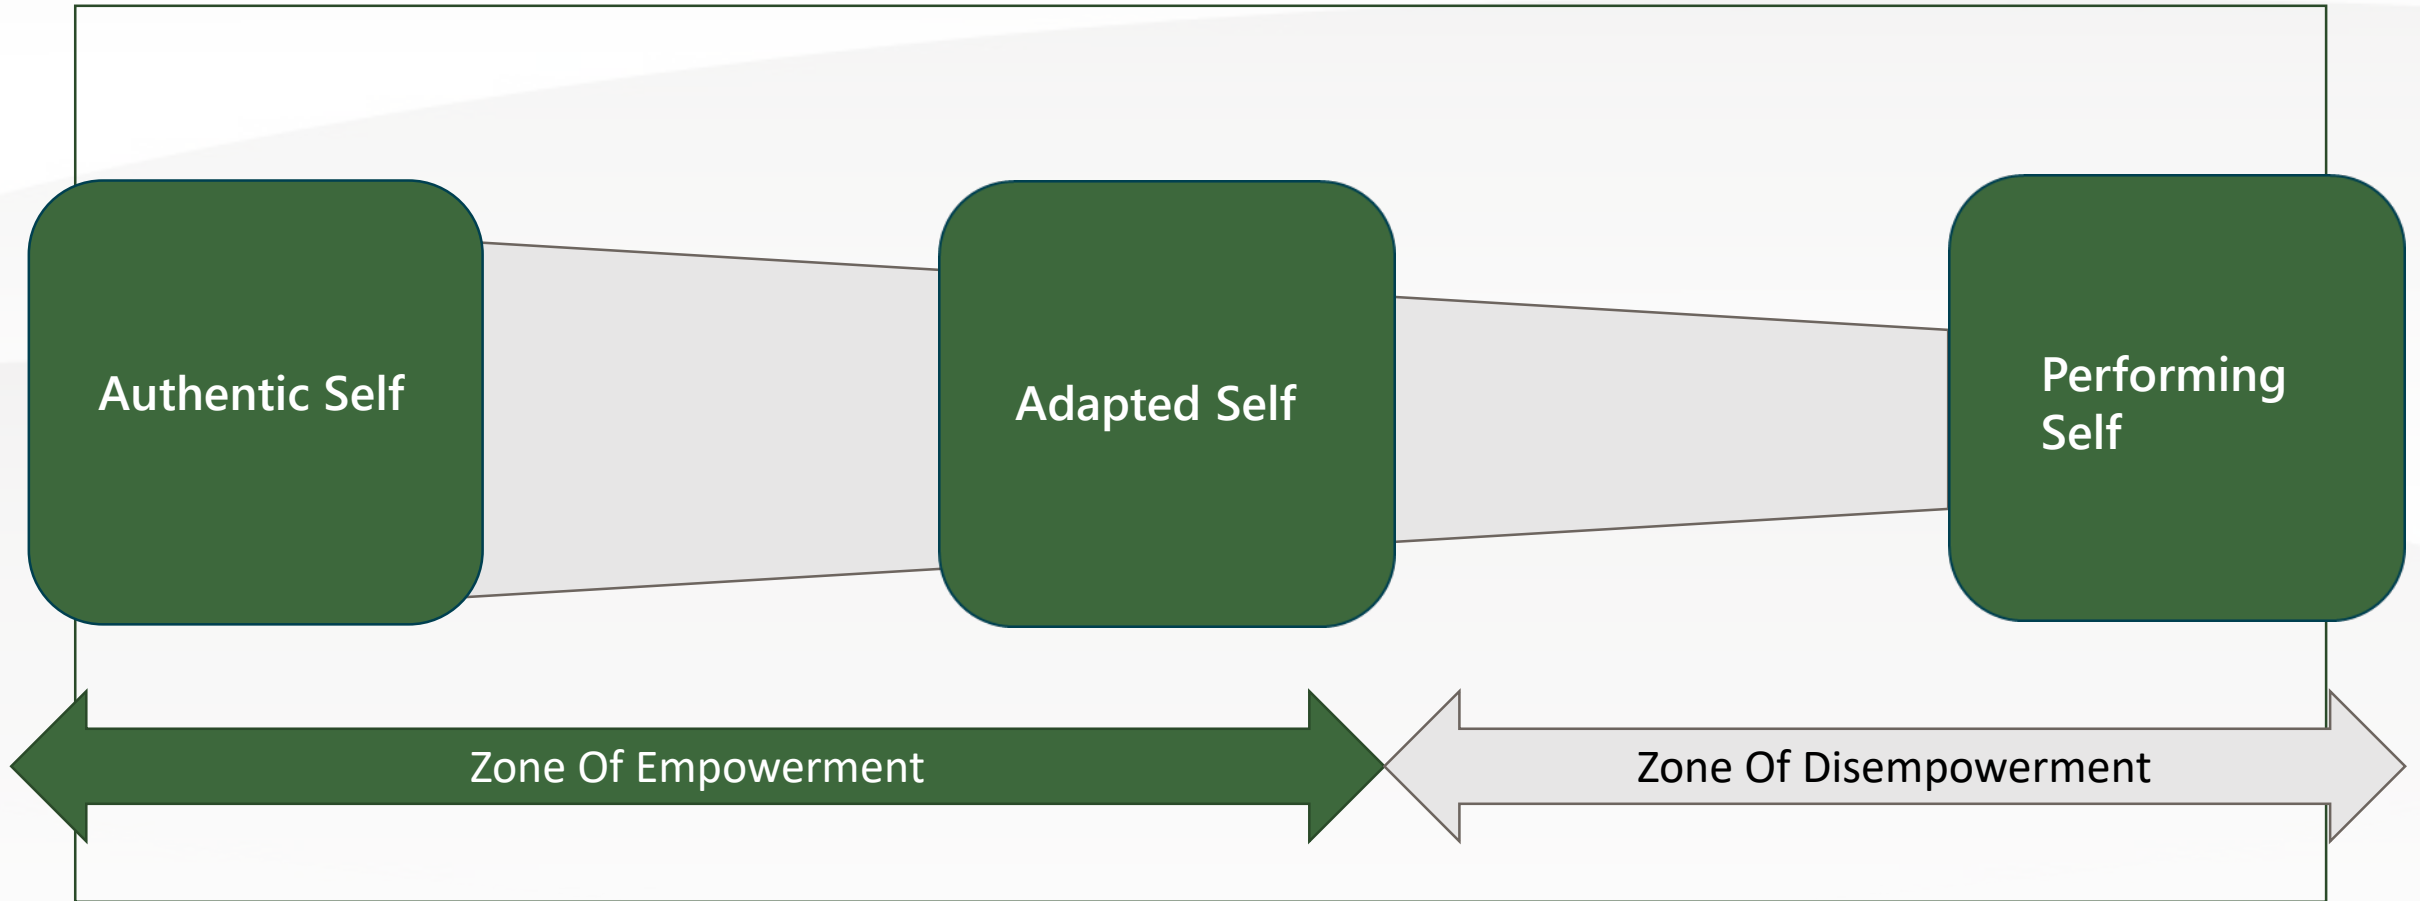 Authentic Self
Adapted Self
Performing
Self
Zone Of Empowerment
Zone Of Disempowerment